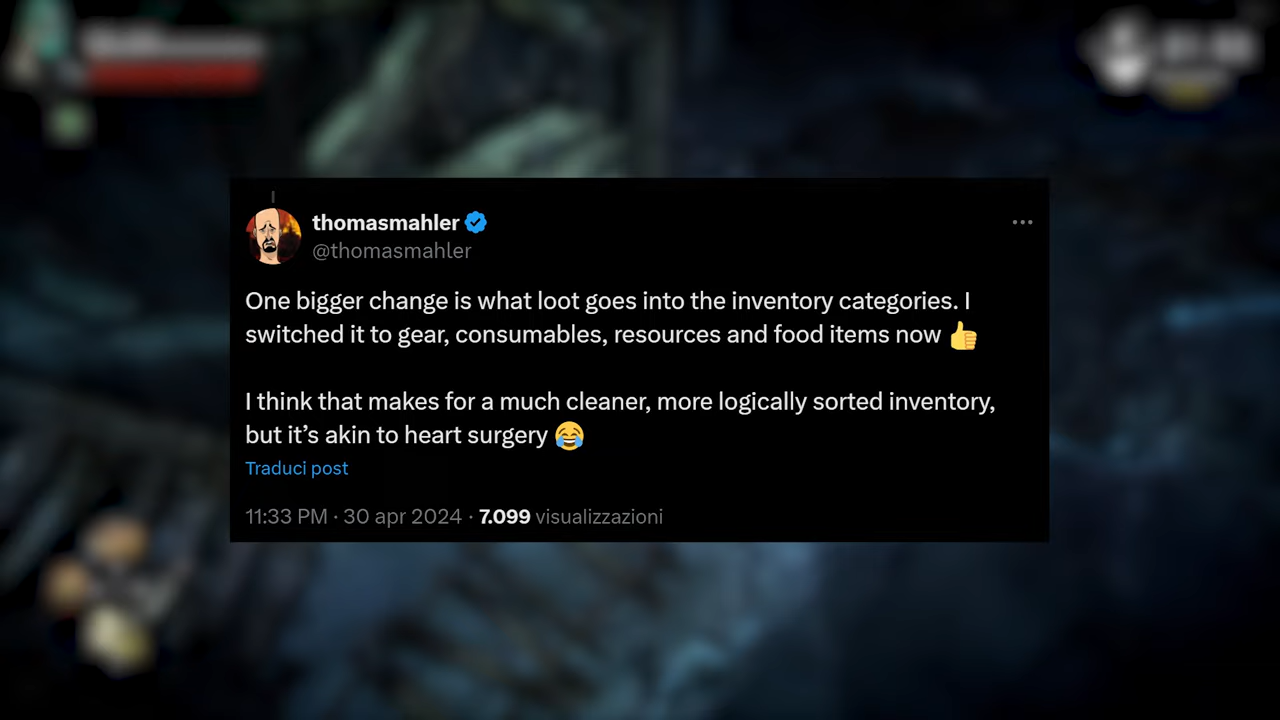 thomasmahler
@thomasmahler
One bigger change is what loot goes into the inventory categories. I
switched it to gear, consumables, resources and food items now 👍
I think that makes for a much cleaner, more logically sorted inventory,
but it’s akin to heart surgery 😂
Traduci post
11:33 PM · 30 apr 2024 · 7.099 visualizzazioni